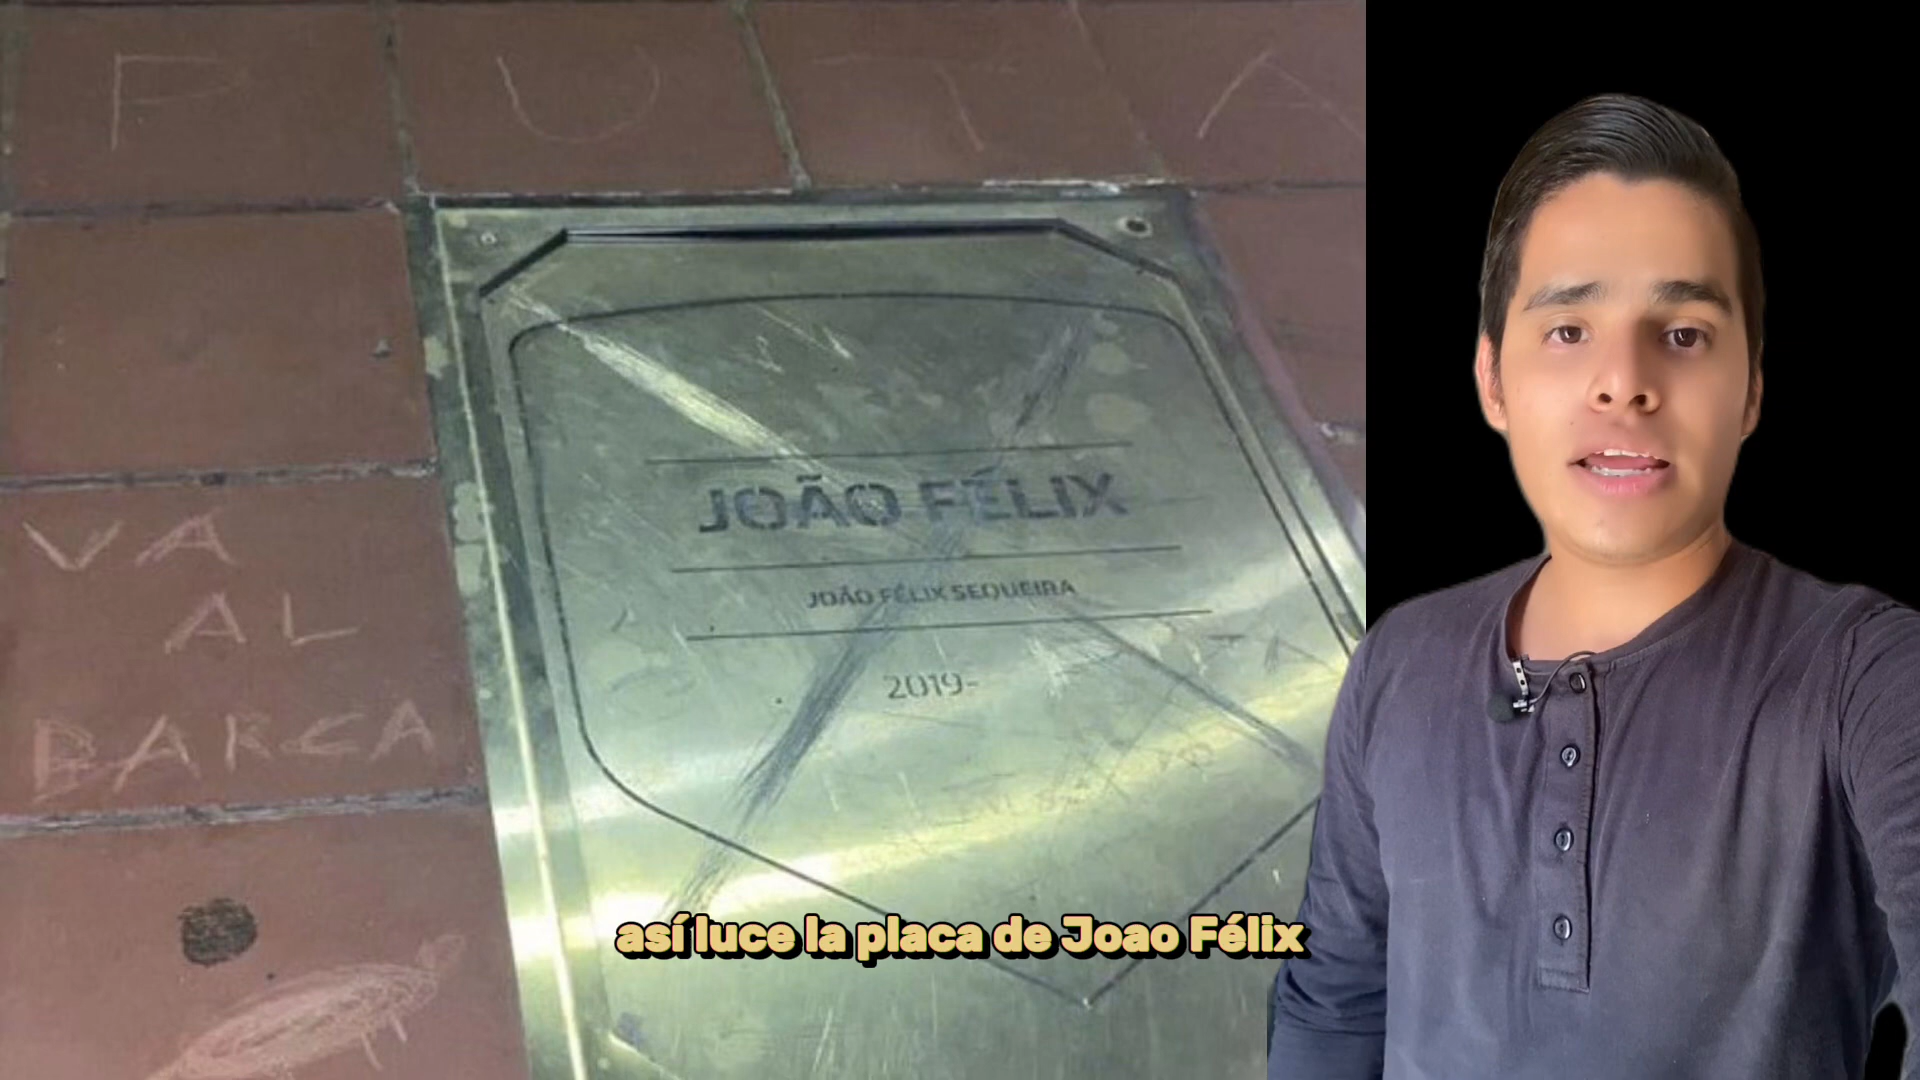 PUTA
JOÃO FÉLIX
JOÃO FÉLIX SEQUEIRA
2019-
VA
AL
BARCA
así luce la placa de Joao Félix